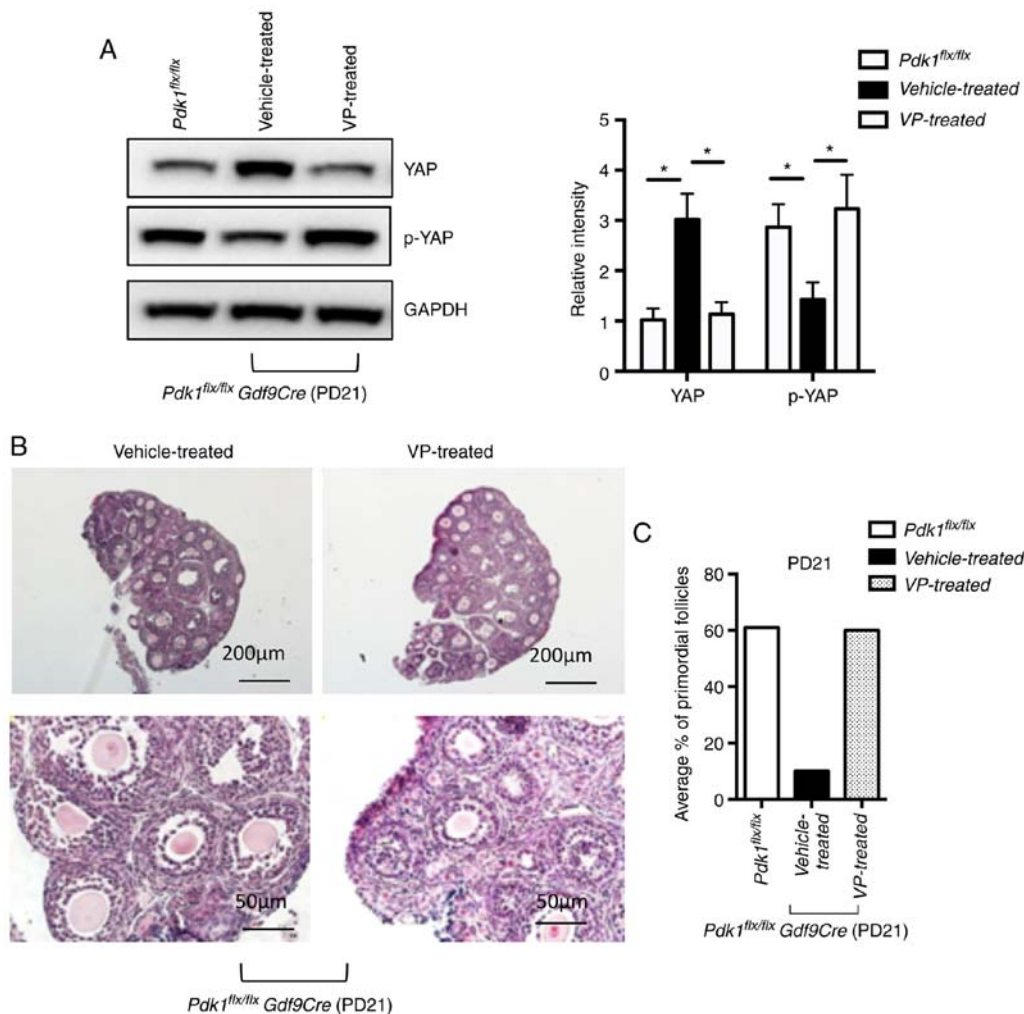 A
Pdk1flx/flx
Vehicle-treated
VP-treated
YAP
p-YAP
GAPDH
Pdk1flx/flx Gdf9Cre (PD21)
Pdk1flx/flx
Vehicle-treated
VP-treated
Relative intensity
5
4
3
2
1
0
* * * *
YAP p-YAP
B
Vehicle-treated VP-treated
200µm 200µm
50µm 50µm
Pdk1flx/flx Gdf9Cre (PD21)
C
Pdk1flx/flx
Vehicle-treated
VP-treated
PD21
Average % of primordial follicles
80
60
40
20
0
Pdk1flx/flx
Vehicle-
treated
VP-treated
Pdk1flx/flx Gdf9Cre (PD21)